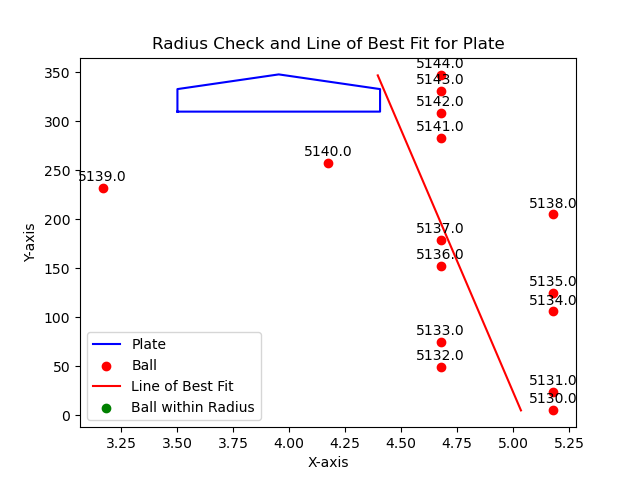 Radius Check and Line of Best Fit for Plate
5144.0
5143.0
5142.0
5141.0
5140.0
5139.0
5138.0
5137.0
5136.0
5135.0
5134.0
5133.0
5132.0
5131.0
5130.0
350
300
250
200
150
100
50
0
Y-axis
Plate
Ball
Line of Best Fit
Ball within Radius
3.25 3.50 3.75 4.00 4.25 4.50 4.75 5.00 5.25
X-axis